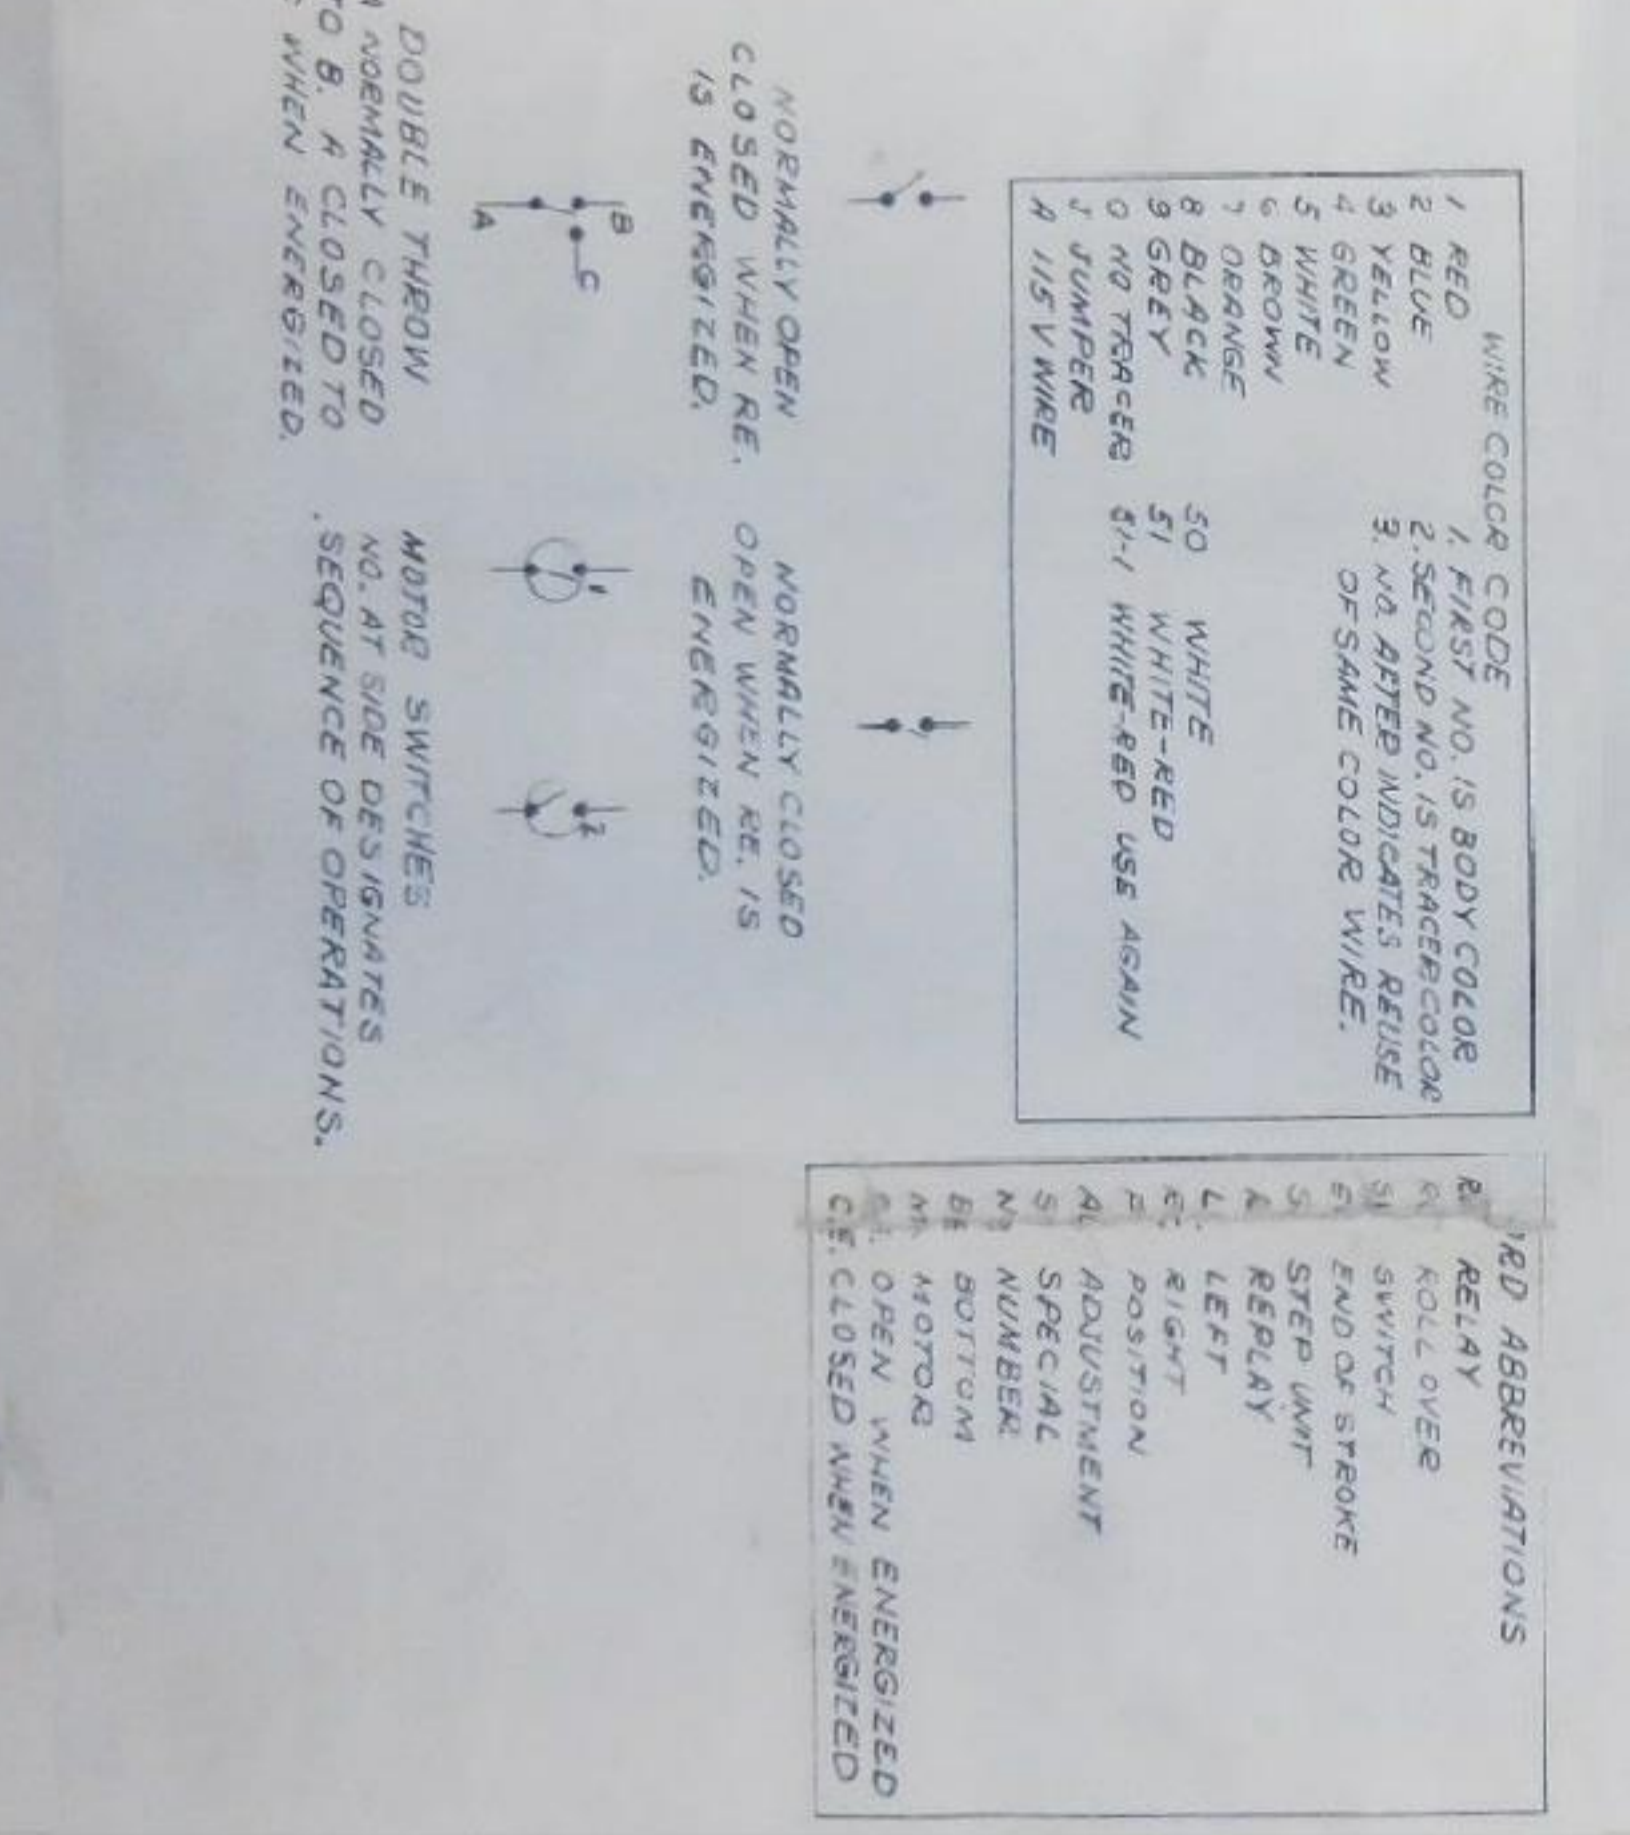 WIRE COLOR CODE
1 RED
2 BLUE
3 YELLOW
4 GREEN
5 WHITE
6 BROWN
7 ORANGE
8 BLACK
9 GREY
0 NO TRACER
J JUMPER
A 115 V WIRE
1. FIRST NO. IS BODY COLOR
2. SECOND NO. IS TRACER COLOR
3. NO. AFTER INDICATES REUSE
OF SAME COLOR WIRE.
50 WHITE
51 WHITE-RED
51-1 WHITE-RED USE AGAIN
ABBREVIATIONS
RELAY
ROLL OVER
SWITCH
END OF STROKE
STEP UNIT
REPLAY
L. LEFT
RIGHT
POSITION
ADJUSTMENT
SPECIAL
NUMBER
BOTTOM
MOTOR
OPEN WHEN ENERGIZED
C.E. CLOSED WHEN ENERGIZED
NORMALLY OPEN
CLOSED WHEN RE.
IS ENERGIZED.
NORMALLY CLOSED
OPEN WHEN RE. IS
ENERGIZED.
B
C
A
DOUBLE THROW
NORMALLY CLOSED
TO B. A CLOSED TO
WHEN ENERGIZED.
1
2
MOTOR SWITCHES
NO. AT SIDE DESIGNATES
SEQUENCE OF OPERATIONS.